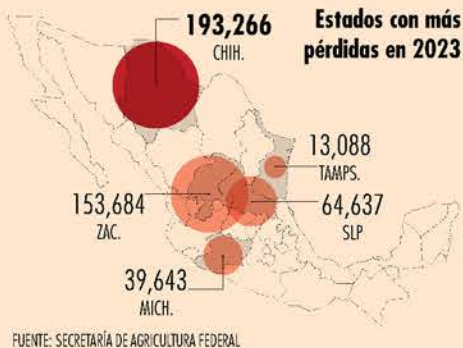 Estados con más
pérdidas en 2023
193,266
CHIH.
13,088
TAMPS.
153,684
ZAC.
64,637
SLP
39,643
MICH.
FUENTE: SECRETARÍA DE AGRICULTURA FEDERAL